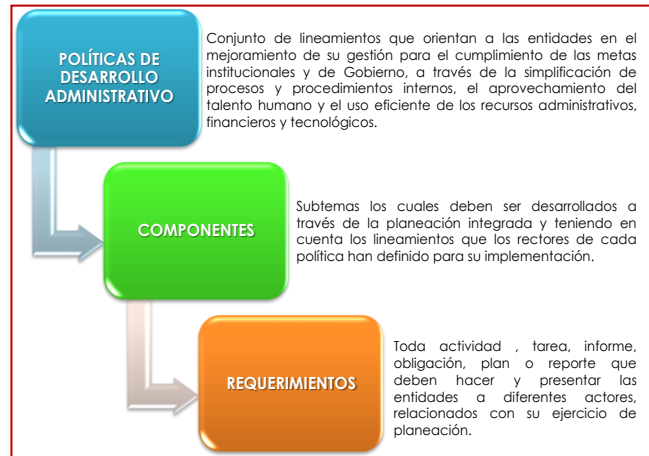 POLÍTICAS DE
DESARROLLO
ADMINISTRATIVO
Conjunto de lineamientos que orientan a las entidades en el
mejoramiento de su gestión para el cumplimiento de las metas
institucionales y de Gobierno, a través de la simplificación de
procesos y procedimientos internos, el aprovechamiento del
talento humano y el uso eficiente de los recursos administrativos,
financieros y tecnológicos.
COMPONENTES
Subtemas los cuales deben ser desarrollados a
través de la planeación integrada y teniendo en
cuenta los lineamientos que los rectores de cada
política han definido para su implementación.
REQUERIMIENTOS
Toda actividad , tarea, informe,
obligación, plan o reporte que
deben hacer y presentar las
entidades a diferentes actores,
relacionados con su ejercicio de
planeación.